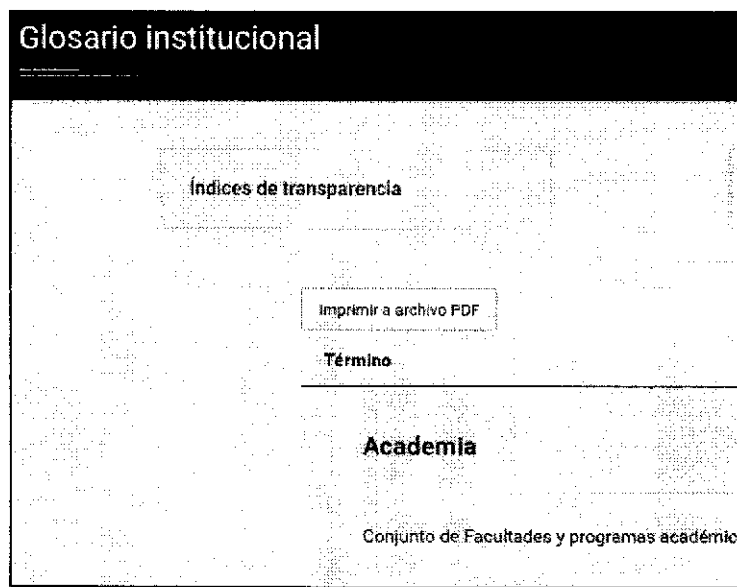 Glosario institucional
Índices de transparencia
Imprimir a archivo PDF
Término
Academia
Conjunto de Facultades y programas académic